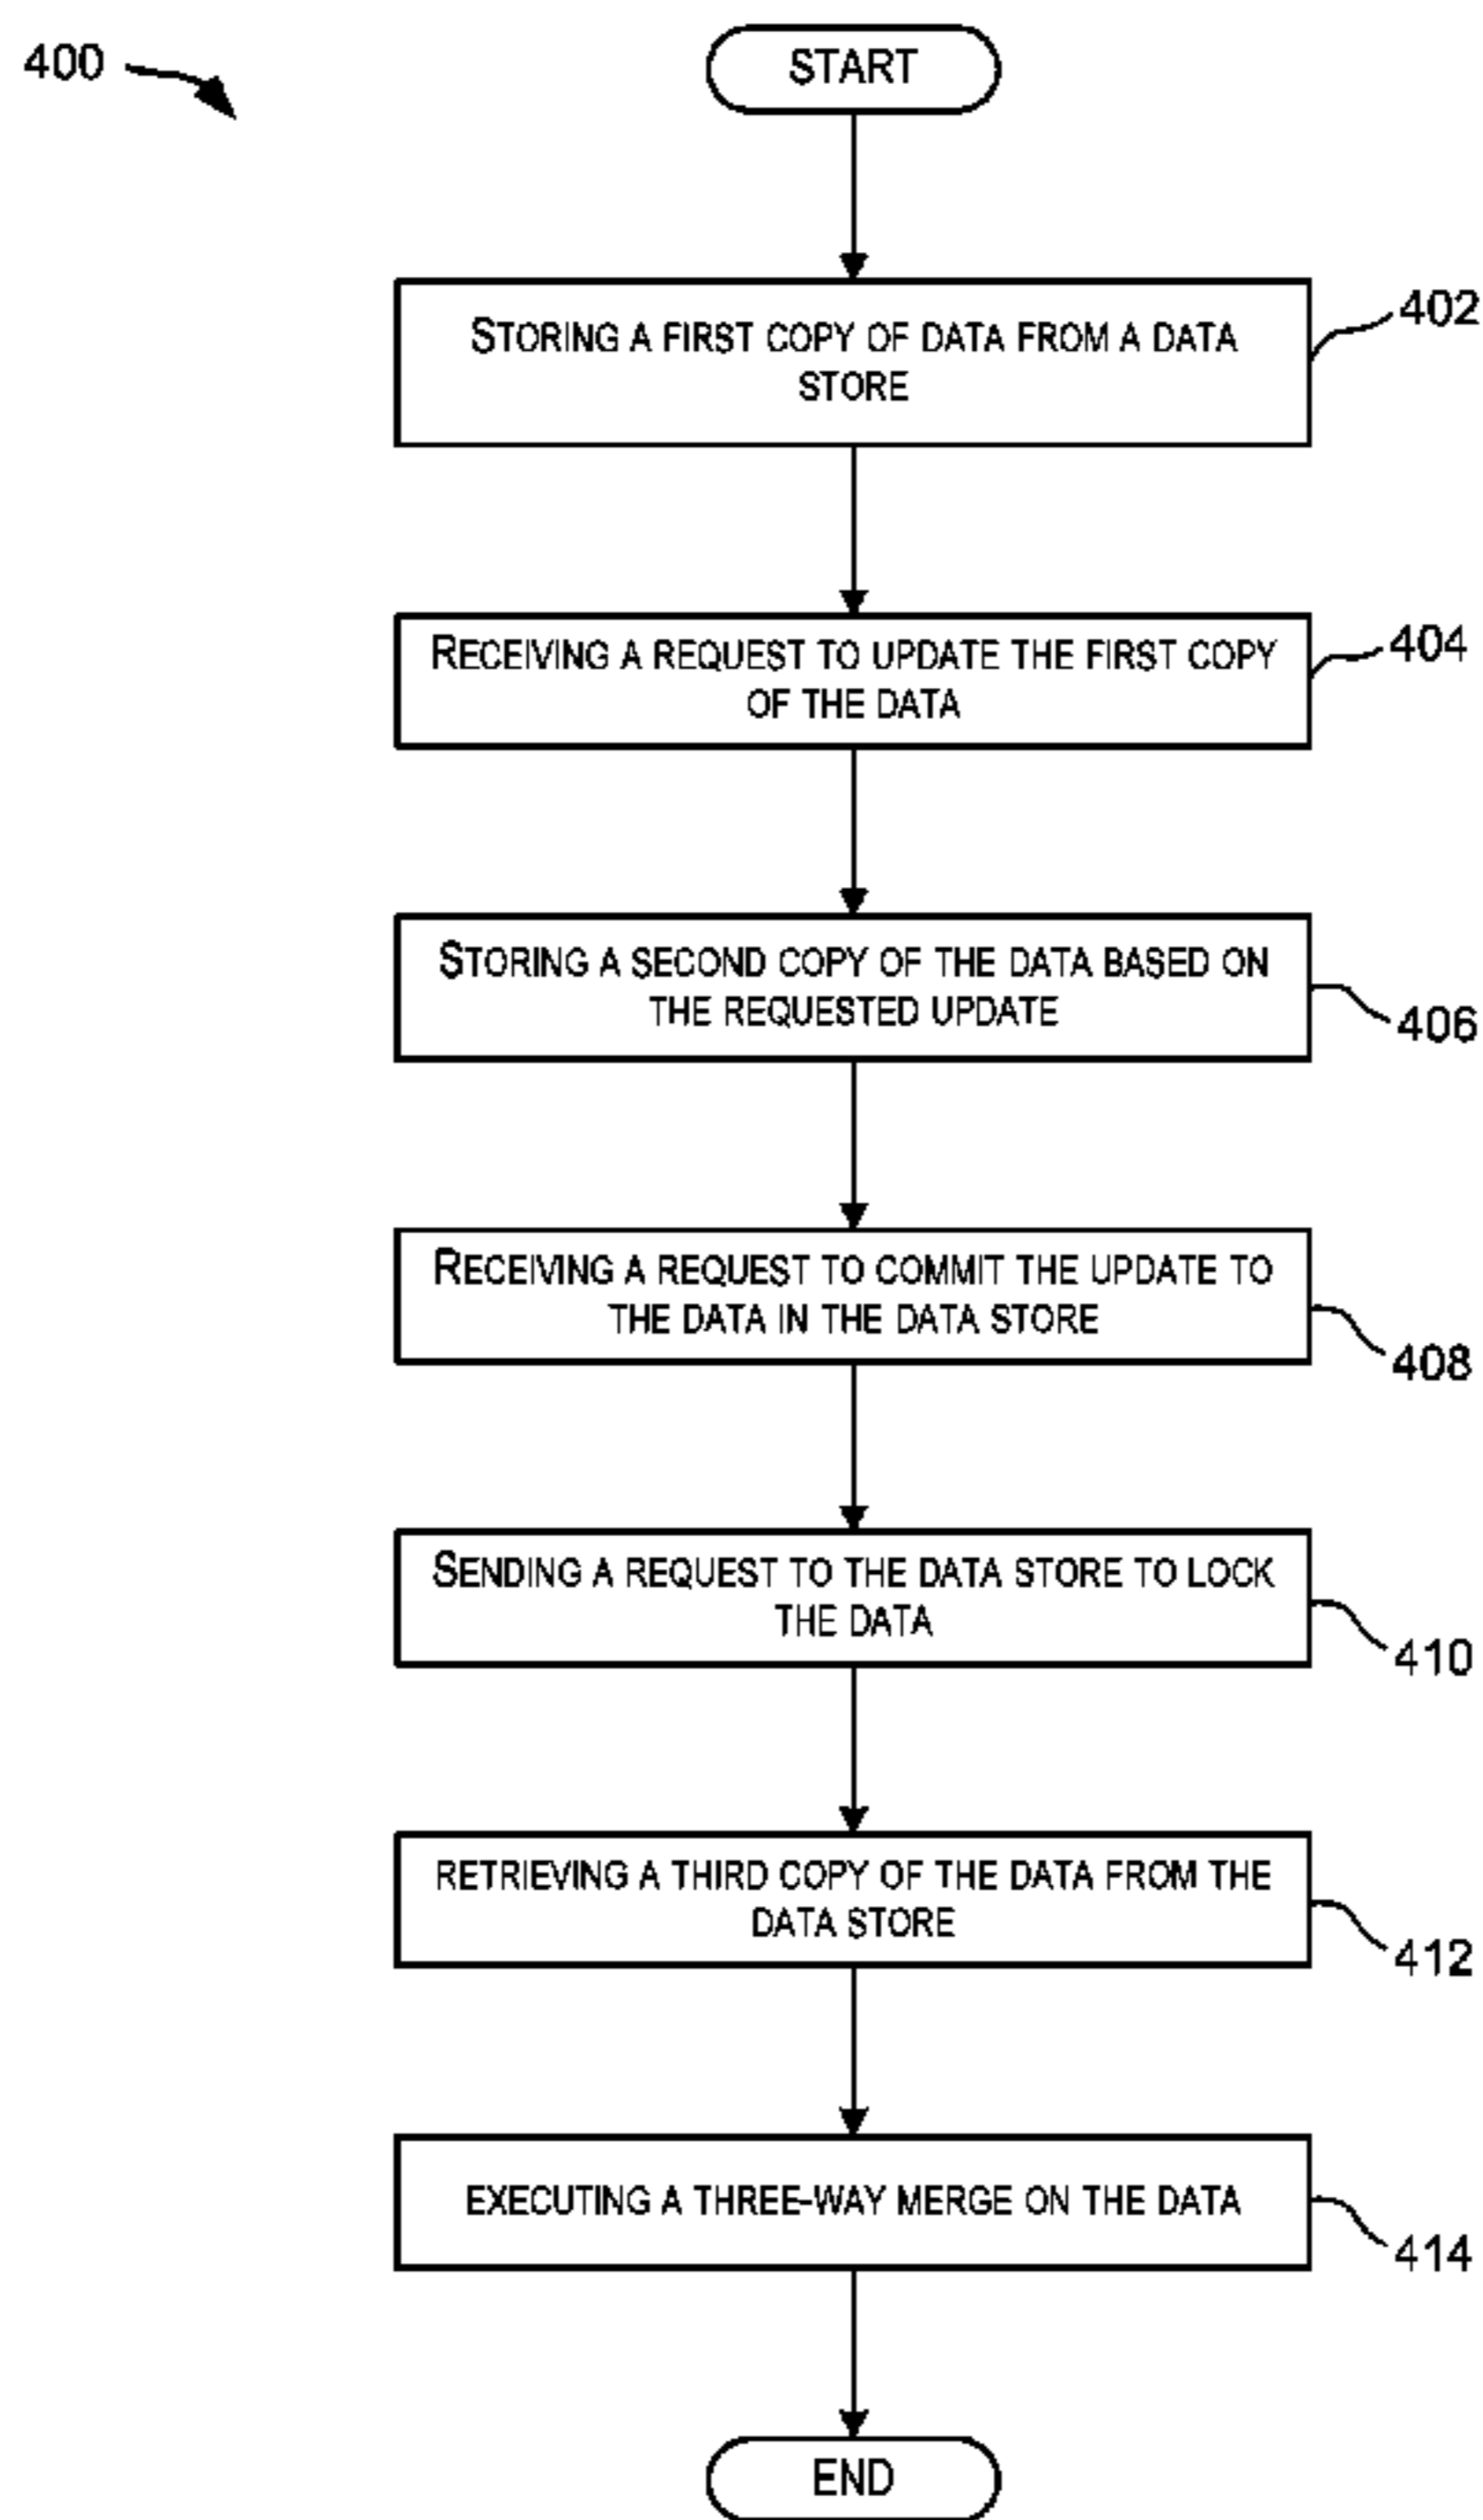 400
START
STORING A FIRST COPY OF DATA FROM A DATA
STORE
402
RECEIVING A REQUEST TO UPDATE THE FIRST COPY
OF THE DATA
404
STORING A SECOND COPY OF THE DATA BASED ON
THE REQUESTED UPDATE
406
RECEIVING A REQUEST TO COMMIT THE UPDATE TO
THE DATA IN THE DATA STORE
408
SENDING A REQUEST TO THE DATA STORE TO LOCK
THE DATA
410
RETRIEVING A THIRD COPY OF THE DATA FROM THE
DATA STORE
412
EXECUTING A THREE-WAY MERGE ON THE DATA
414
END